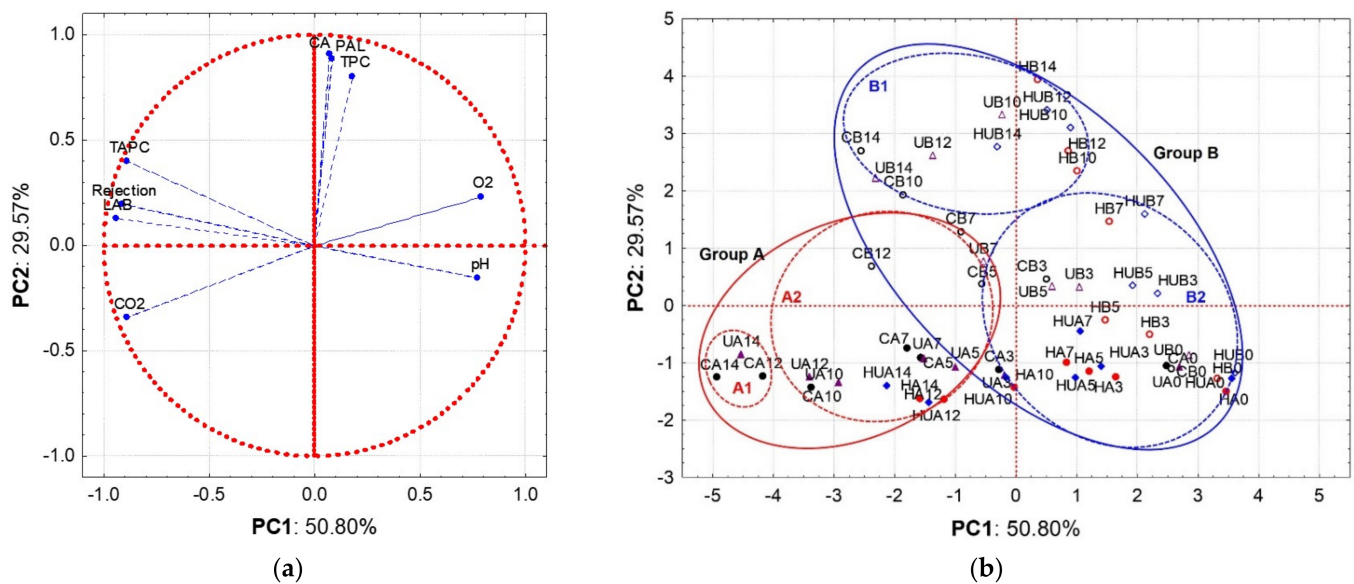 1.0
0.5
0.0
-0.5
-1.0
PC2: 29.57%
CA PAL
TPC
TAPC
Rejection
LAB
O2
pH
CO2
-1.0 -0.5 0.0 0.5 1.0
PC1: 50.80%
(a)
5
4
3
2
1
0
-1
-2
-3
PC2: 29.57%
HB14
B1
UB10 HUB12
HUB10
CB14 UB12 HUB14
HB12
HB10
Group B
UB14
CB10
HB7 HUB7
CB7
Group A
CB12 UB7
CB5
CB3 UB3 HUB5 HUB3
UB5
A2
B2
HB5
HB3
HUA7
CA7 UA7
UA14
CA14 CA12
UA12 CA5 UA5 CA3
UA10
HA7 HA5 HUA3 UB0
CA0 HUB0
CB0 HB0
A1
CA10
HUA14
HA14
HA12
UA3 HA10
HUA10
HUA5 HA3
UA0 HUA0
HA0
HUA12
-5 -4 -3 -2 -1 0 1 2 3 4 5
PC1: 50.80%
(b)